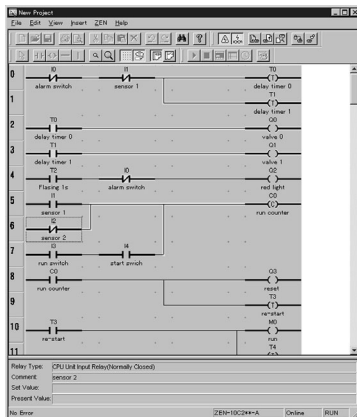 New Project
File Edit View Insert ZEN Help
0 I0 I1 T0
(T)
alarm switch sensor 1 delay timer 0
1 T1
(T)
delay timer 1
2 T0 Q0
delay timer 0 valve 0
3 T1 Q1
delay timer 1 valve 1
4 T2 I0 Q2
Flasing 1s alarm switch red light
5 I1 C0
(C)
sensor 1 run counter
6 I2
sensor 2
7 I3 I4
run switch start swich
8 C0 Q3
run counter reset
9 T3
(T)
re-start
10 T3 M0
re-start run
11 T4
Relay Type: CPU Unit Input Relay(Normally Closed)
Comment: sensor 2
Set Value:
Present Value:
No Error ZEN-10C2**-A Online RUN